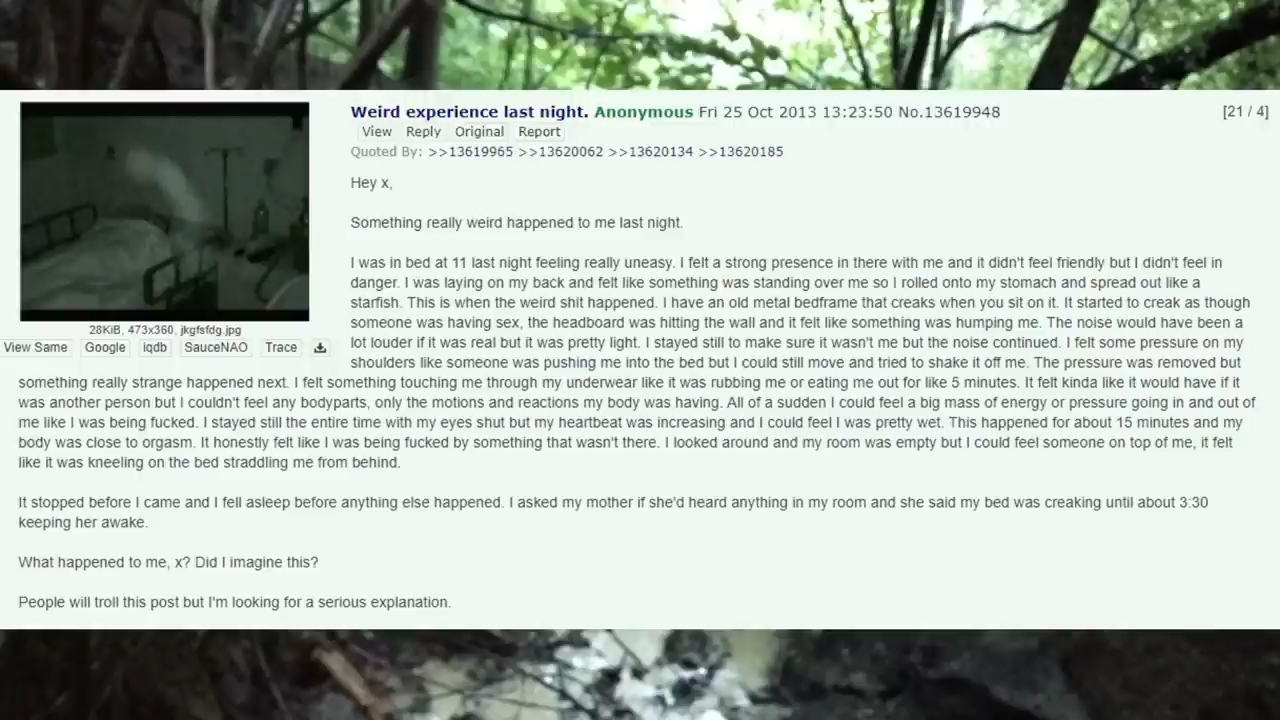 Weird experience last night. Anonymous Fri 25 Oct 2013 13:23:50 No.13619948 [21 / 4]
View Reply Original Report
Quoted By: >>13619965 >>13620062 >>13620134 >>13620185
Hey x,
Something really weird happened to me last night.
I was in bed at 11 last night feeling really uneasy. I felt a strong presence in there with me and it didn't feel friendly but I didn't feel in
danger. I was laying on my back and felt like something was standing over me so I rolled onto my stomach and spread out like a
starfish. This is when the weird shit happened. I have an old metal bedframe that creaks when you sit on it. It started to creak as though
someone was having sex, the headboard was hitting the wall and it felt like something was humping me. The noise would have been a
28KiB, 473x360, jkgfsfdg.jpg
lot louder if it was real but it was pretty light. I stayed still to make sure it wasn't me but the noise continued. I felt some pressure on my
View Same Google iqdb SauceNAO Trace
shoulders like someone was pushing me into the bed but I could still move and tried to shake it off me. The pressure was removed but
something really strange happened next. I felt something touching me through my underwear like it was rubbing me or eating me out for like 5 minutes. It felt kinda like it would have if it
was another person but I couldn't feel any bodyparts, only the motions and reactions my body was having. All of a sudden I could feel a big mass of energy or pressure going in and out of
me like I was being fucked. I stayed still the entire time with my eyes shut but my heartbeat was increasing and I could feel I was pretty wet. This happened for about 15 minutes and my
body was close to orgasm. It honestly felt like I was being fucked by something that wasn't there. I looked around and my room was empty but I could feel someone on top of me, it felt
like it was kneeling on the bed straddling me from behind.
It stopped before I came and I fell asleep before anything else happened. I asked my mother if she'd heard anything in my room and she said my bed was creaking until about 3:30
keeping her awake.
What happened to me, x? Did I imagine this?
People will troll this post but I'm looking for a serious explanation.